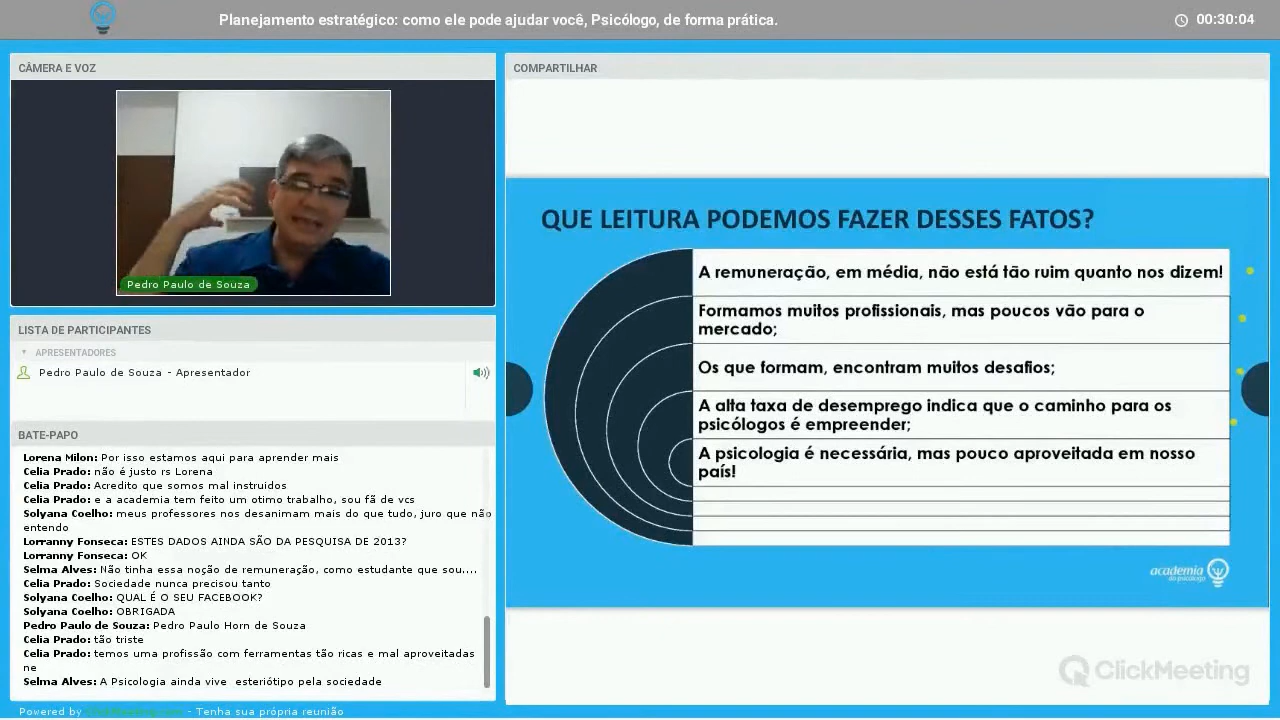 Planejamento estratégico: como ele pode ajudar você, Psicólogo, de forma prática.
00:30:04
CÂMERA E VOZ
Pedro Paulo de Souza
LISTA DE PARTICIPANTES
APRESENTADORES
Pedro Paulo de Souza - Apresentador
BATE-PAPO
Lorena Milon: Por isso estamos aqui para aprender mais
Celia Prado: não é justo rs Lorena
Celia Prado: Acredito que somos mal instruidos
Celia Prado: e a academia tem feito um otimo trabalho, sou fã de vcs
Solyana Coelho: meus professores nos desanimam mais do que tudo, juro que não
entendo
Lorranny Fonseca: ESTES DADOS AINDA SÃO DA PESQUISA DE 2013?
Lorranny Fonseca: OK
Selma Alves: Não tinha essa noção de remuneração, como estudante que sou....
Celia Prado: Sociedade nunca precisou tanto
Solyana Coelho: QUAL É O SEU FACEBOOK?
Solyana Coelho: OBRIGADA
Pedro Paulo de Souza: Pedro Paulo Horn de Souza
Celia Prado: tão triste
Celia Prado: temos uma profissão com ferramentas tão ricas e mal aproveitadas
ne
Selma Alves: A Psicologia ainda vive esteriótipo pela sociedade
Powered by ClickMeeting.com - Tenha sua própria reunião
COMPARTILHAR
QUE LEITURA PODEMOS FAZER DESSES FATOS?
A remuneração, em média, não está tão ruim quanto nos dizem!
Formamos muitos profissionais, mas poucos vão para o
mercado;
Os que formam, encontram muitos desafios;
A alta taxa de desemprego indica que o caminho para os
psicólogos é empreender;
A psicologia é necessária, mas pouco aproveitada em nosso
país!
academia
do psicólogo
ClickMeeting